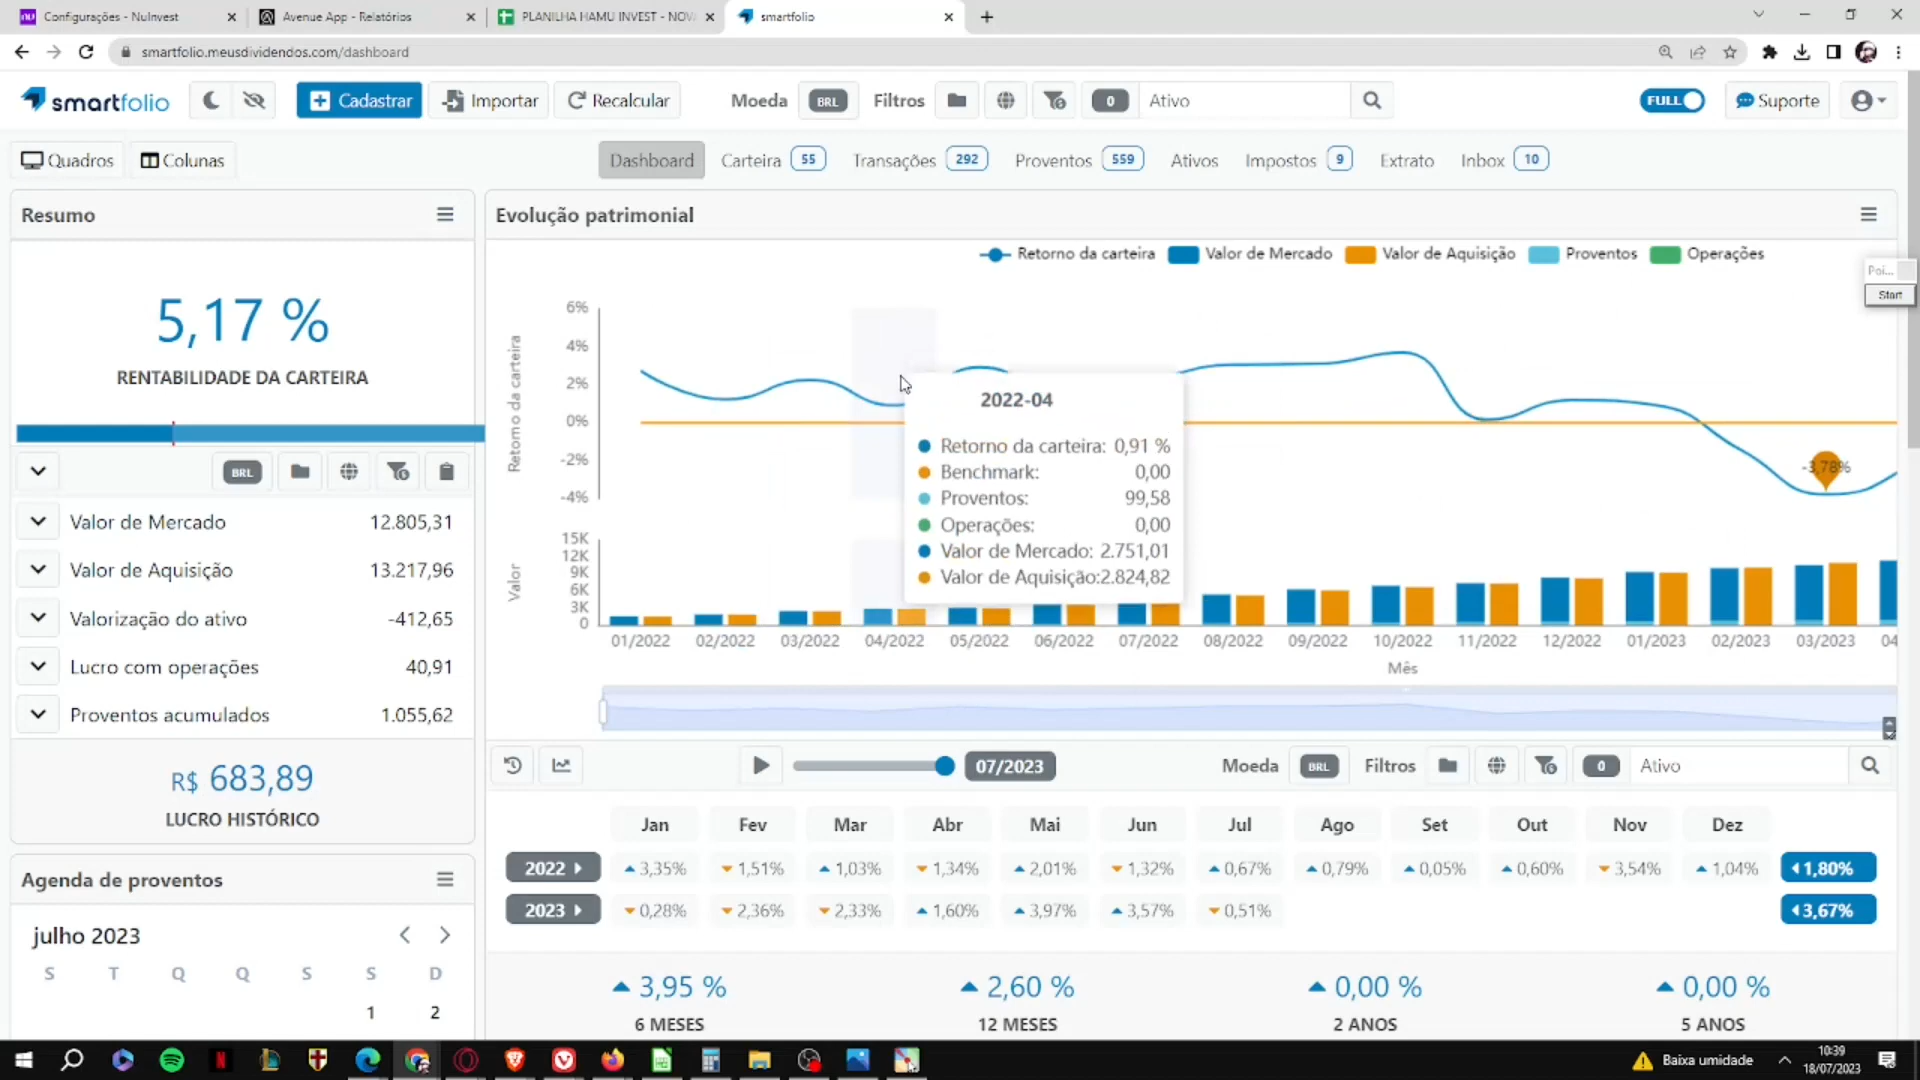 Configurações - NuInvest
Avenue App - Relatórios
PLANILHA HAMU INVEST - NOV
smartfolio
smartfolio.meusdividendos.com/dashboard
smartfolio
Cadastrar
Importar
Recalcular
Moeda
BRL
Filtros
0
Ativo
FULL
Suporte
Quadros
Colunas
Dashboard
Carteira 55
Transações 292
Proventos 559
Ativos
Impostos 9
Extrato
Inbox 10
Resumo
5,17 %
RENTABILIDADE DA CARTEIRA
BRL
Valor de Mercado 12.805,31
Valor de Aquisição 13.217,96
Valorização do ativo -412,65
Lucro com operações 40,91
Proventos acumulados 1.055,62
R$ 683,89
LUCRO HISTÓRICO
Agenda de proventos
julho 2023
S T Q Q S S D
1 2
Evolução patrimonial
Retorno da carteira Valor de Mercado Valor de Aquisição Proventos Operações
Poi...
Start
Retorno da carteira
6%
4%
2%
0%
-2%
-4%
-3,78%
2022-04
Retorno da carteira: 0,91 %
Benchmark: 0,00
Proventos: 99,58
Operações: 0,00
Valor de Mercado: 2.751,01
Valor de Aquisição:2.824,82
Valor
15K
12K
9K
6K
3K
0
01/2022 02/2022 03/2022 04/2022 05/2022 06/2022 07/2022 08/2022 09/2022 10/2022 11/2022 12/2022 01/2023 02/2023 03/2023 04
Mês
07/2023
Moeda
BRL
Filtros
0
Ativo
Jan Fev Mar Abr Mai Jun Jul Ago Set Out Nov Dez
2022 3,35% 1,51% 1,03% 1,34% 2,01% 1,32% 0,67% 0,79% 0,05% 0,60% 3,54% 1,04% 1,80%
2023 0,28% 2,36% 2,33% 1,60% 3,97% 3,57% 0,51% 3,67%
3,95 % 2,60 % 0,00 % 0,00 %
6 MESES 12 MESES 2 ANOS 5 ANOS
Baixa umidade
10:39
18/07/2023